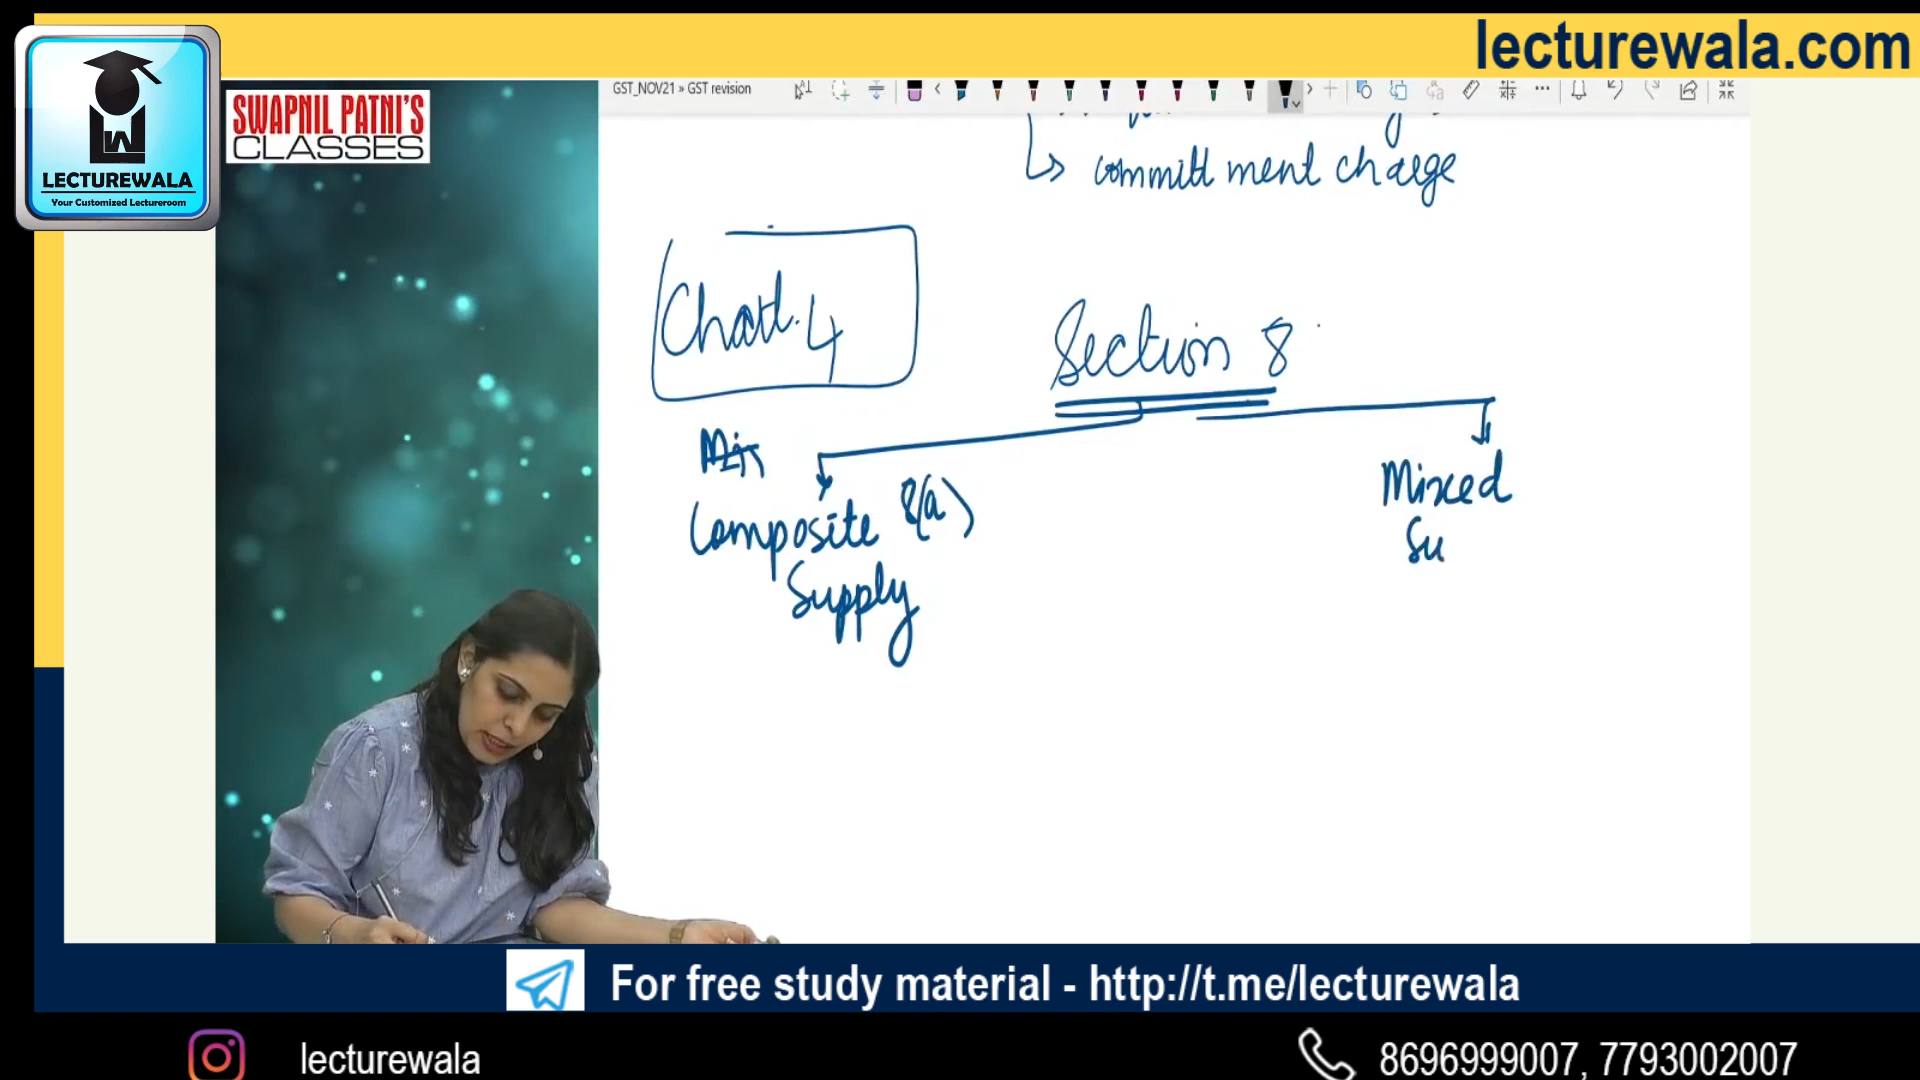 lecturewala.com
LECTUREWALA
Your Customized Lectureroom
SWAPNIL PATNI'S
CLASSES
GST_NOV21 » GST revision
↳ committment charge
Chart. 4
Section 8
Composite 8(a)
Supply
Mixed
Su
For free study material - http://t.me/lecturewala
lecturewala
8696999007, 7793002007